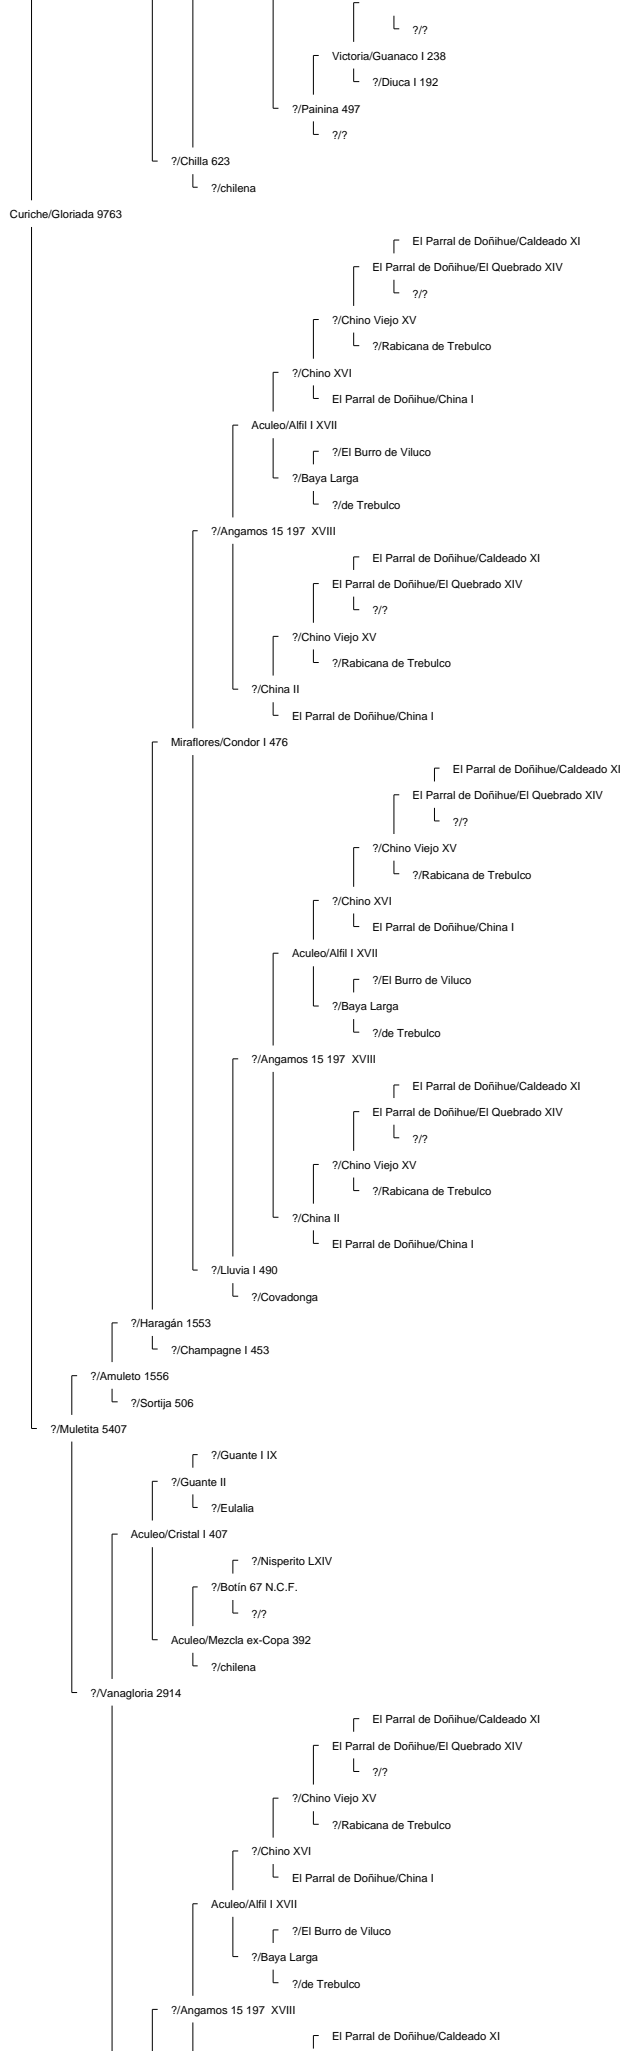 ?/?
Victoria/Guanaco I 238
?/Diuca I 192
?/Painina 497
?/?
?/Chilla 623
?/chilena
Curiche/Gloriada 9763
El Parral de Doñihue/Caldeado XI
El Parral de Doñihue/El Quebrado XIV
?/?
?/Chino Viejo XV
?/Rabicana de Trebulco
?/Chino XVI
El Parral de Doñihue/China I
Aculeo/Alfil I XVII
?/El Burro de Viluco
?/Baya Larga
?/de Trebulco
?/Angamos 15 197 XVIII
El Parral de Doñihue/Caldeado XI
El Parral de Doñihue/El Quebrado XIV
?/?
?/Chino Viejo XV
?/Rabicana de Trebulco
?/China II
El Parral de Doñihue/China I
Miraflores/Condor I 476
El Parral de Doñihue/Caldeado XI
El Parral de Doñihue/El Quebrado XIV
?/?
?/Chino Viejo XV
?/Rabicana de Trebulco
?/Chino XVI
El Parral de Doñihue/China I
Aculeo/Alfil I XVII
?/El Burro de Viluco
?/Baya Larga
?/de Trebulco
?/Angamos 15 197 XVIII
El Parral de Doñihue/Caldeado XI
El Parral de Doñihue/El Quebrado XIV
?/?
?/Chino Viejo XV
?/Rabicana de Trebulco
?/China II
El Parral de Doñihue/China I
?/Lluvia I 490
?/Covadonga
?/Haragán 1553
?/Champagne I 453
?/Amuleto 1556
?/Sortija 506
?/Muletita 5407
?/Guante I IX
?/Guante II
?/Eulalia
Aculeo/Cristal I 407
?/Nisperito LXIV
?/Botín 67 N.C.F.
?/?
Aculeo/Mezcla ex-Copa 392
?/chilena
?/Vanagloria 2914
El Parral de Doñihue/Caldeado XI
El Parral de Doñihue/El Quebrado XIV
?/?
?/Chino Viejo XV
?/Rabicana de Trebulco
?/Chino XVI
El Parral de Doñihue/China I
Aculeo/Alfil I XVII
?/El Burro de Viluco
?/Baya Larga
?/de Trebulco
?/Angamos 15 197 XVIII
El Parral de Doñihue/Caldeado XI